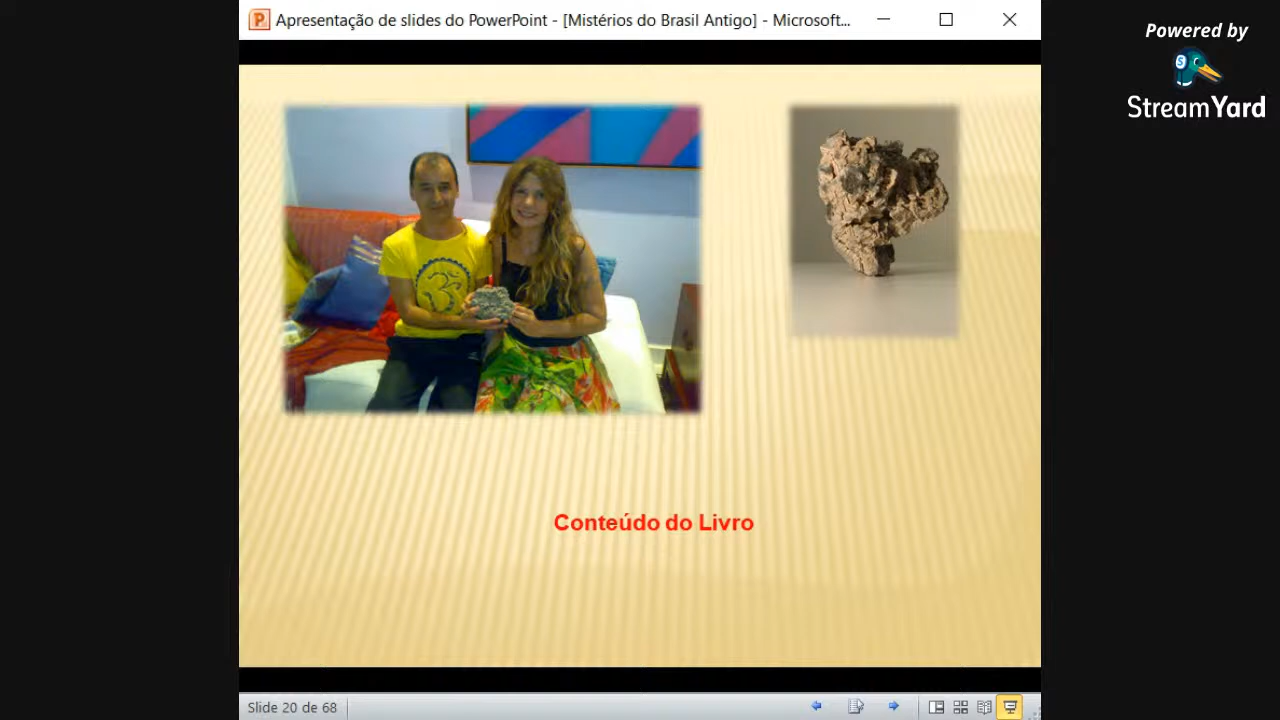 Apresentação de slides do PowerPoint - [Mistérios do Brasil Antigo] - Microsoft...
Powered by
StreamYard
Conteúdo do Livro
Slide 20 de 68